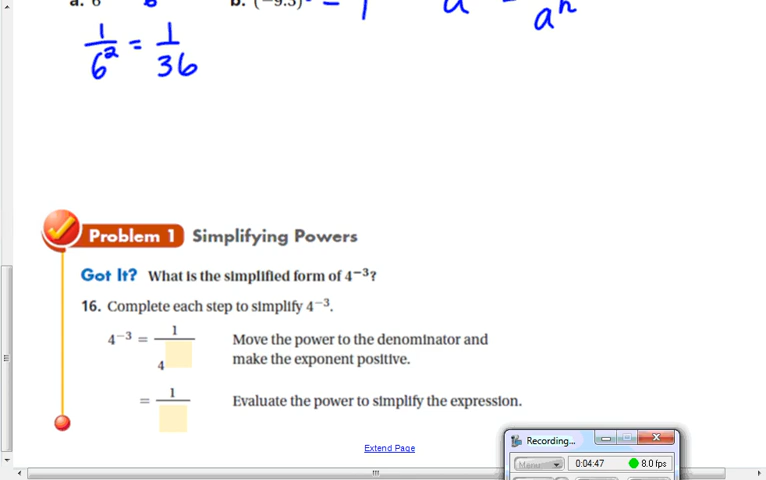 1/6² = 1/36
aⁿ
Problem 1 Simplifying Powers
Got It? What is the simplified form of 4⁻³?
16. Complete each step to simplify 4⁻³.
4⁻³ = 1/4 Move the power to the denominator and
make the exponent positive.
= 1/ Evaluate the power to simplify the expression.
Extend Page
Recording...
Menu 0:04:47 8.0 fps